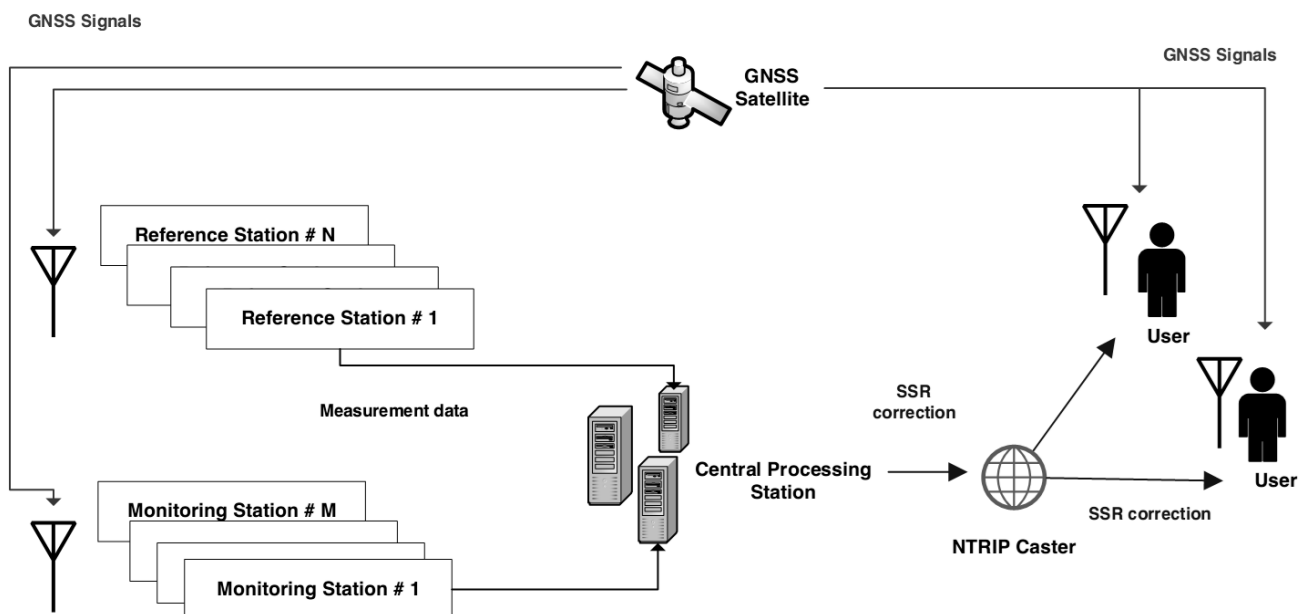 GNSS Signals
GNSS
Satellite
GNSS Signals
Reference Station # N
Reference Station # 1
User
Measurement data
SSR
correction
Central Processing
Station
User
Monitoring Station # M
SSR correction
NTRIP Caster
Monitoring Station # 1